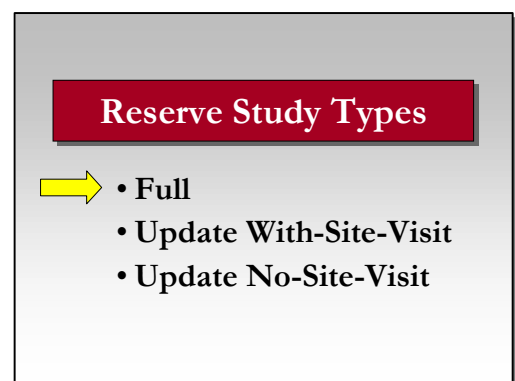 Reserve Study Types
• Full
• Update With-Site-Visit
• Update No-Site-Visit